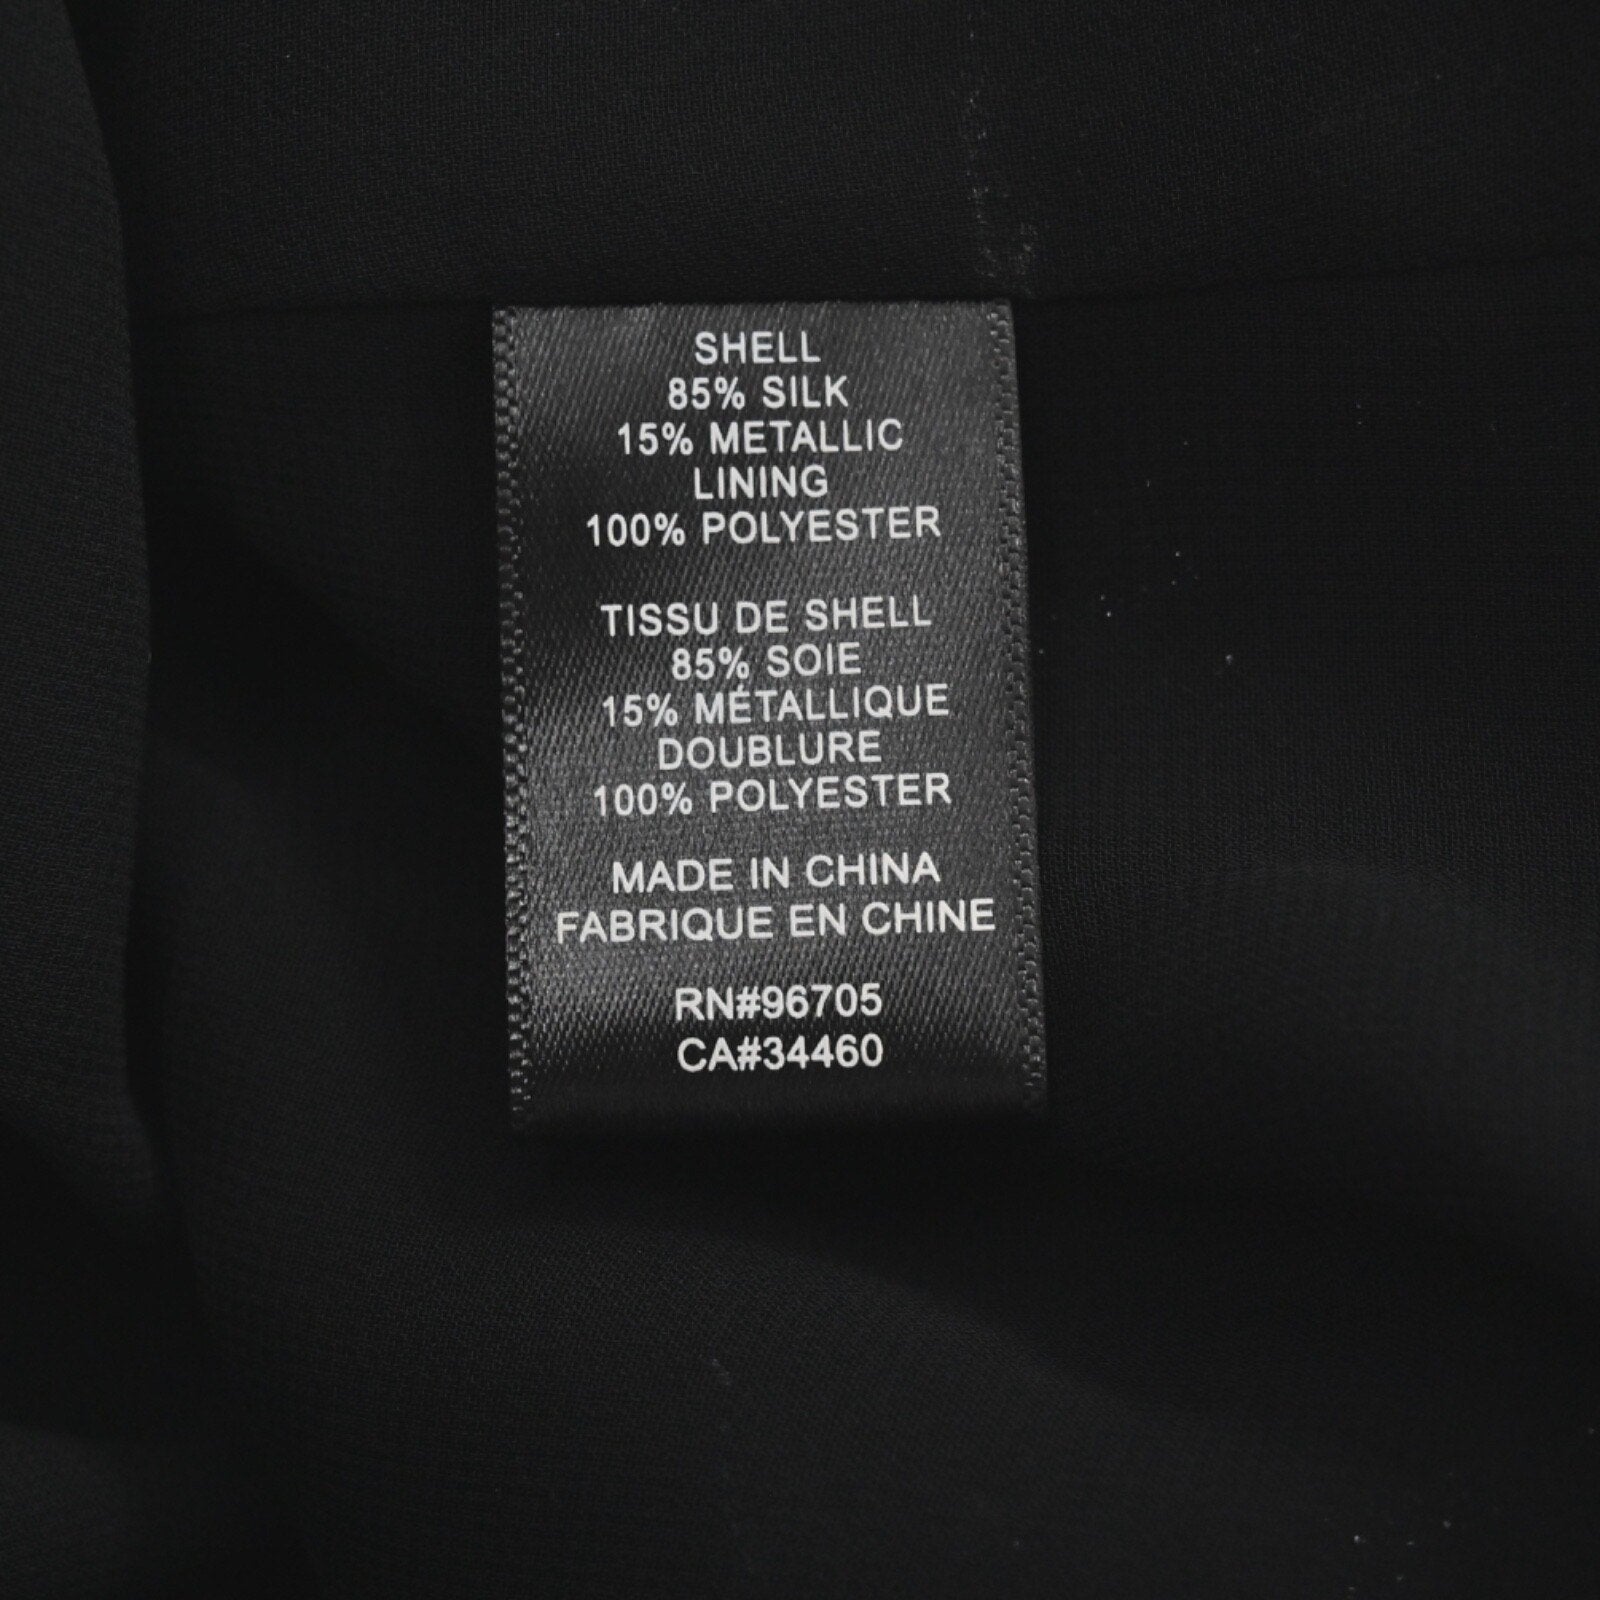 SHELL
85% SILK
15% METALLIC
LINING
100% POLYESTER
TISSU DE SHELL
85% SOIE
15% MÉTALLIQUE
DOUBLURE
100% POLYESTER
MADE IN CHINA
FABRIQUE EN CHINE
RN#96705
CA#34460